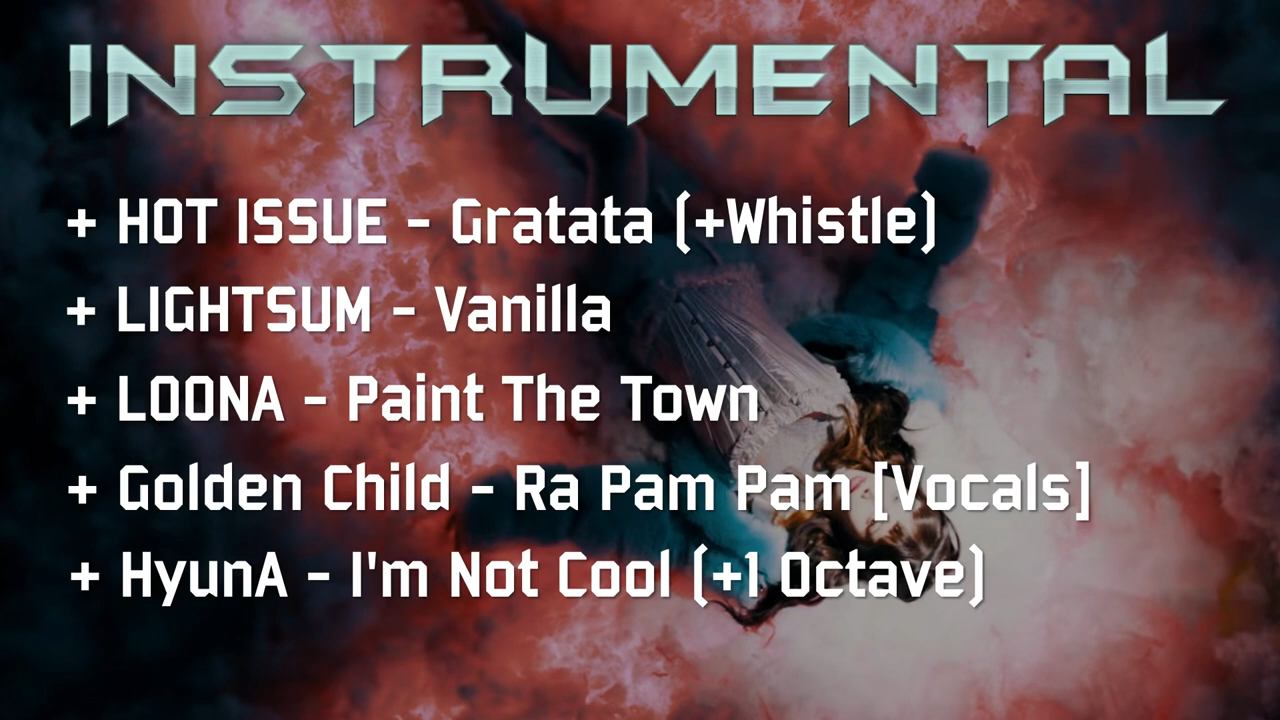 INSTRUMENTAL
+ HOT ISSUE - Gratata (+Whistle)
+ LIGHTSUM - Vanilla
+ LOONA - Paint The Town
+ Golden Child - Ra Pam Pam [Vocals]
+ HyunA - I'm Not Cool (+1 Octave)